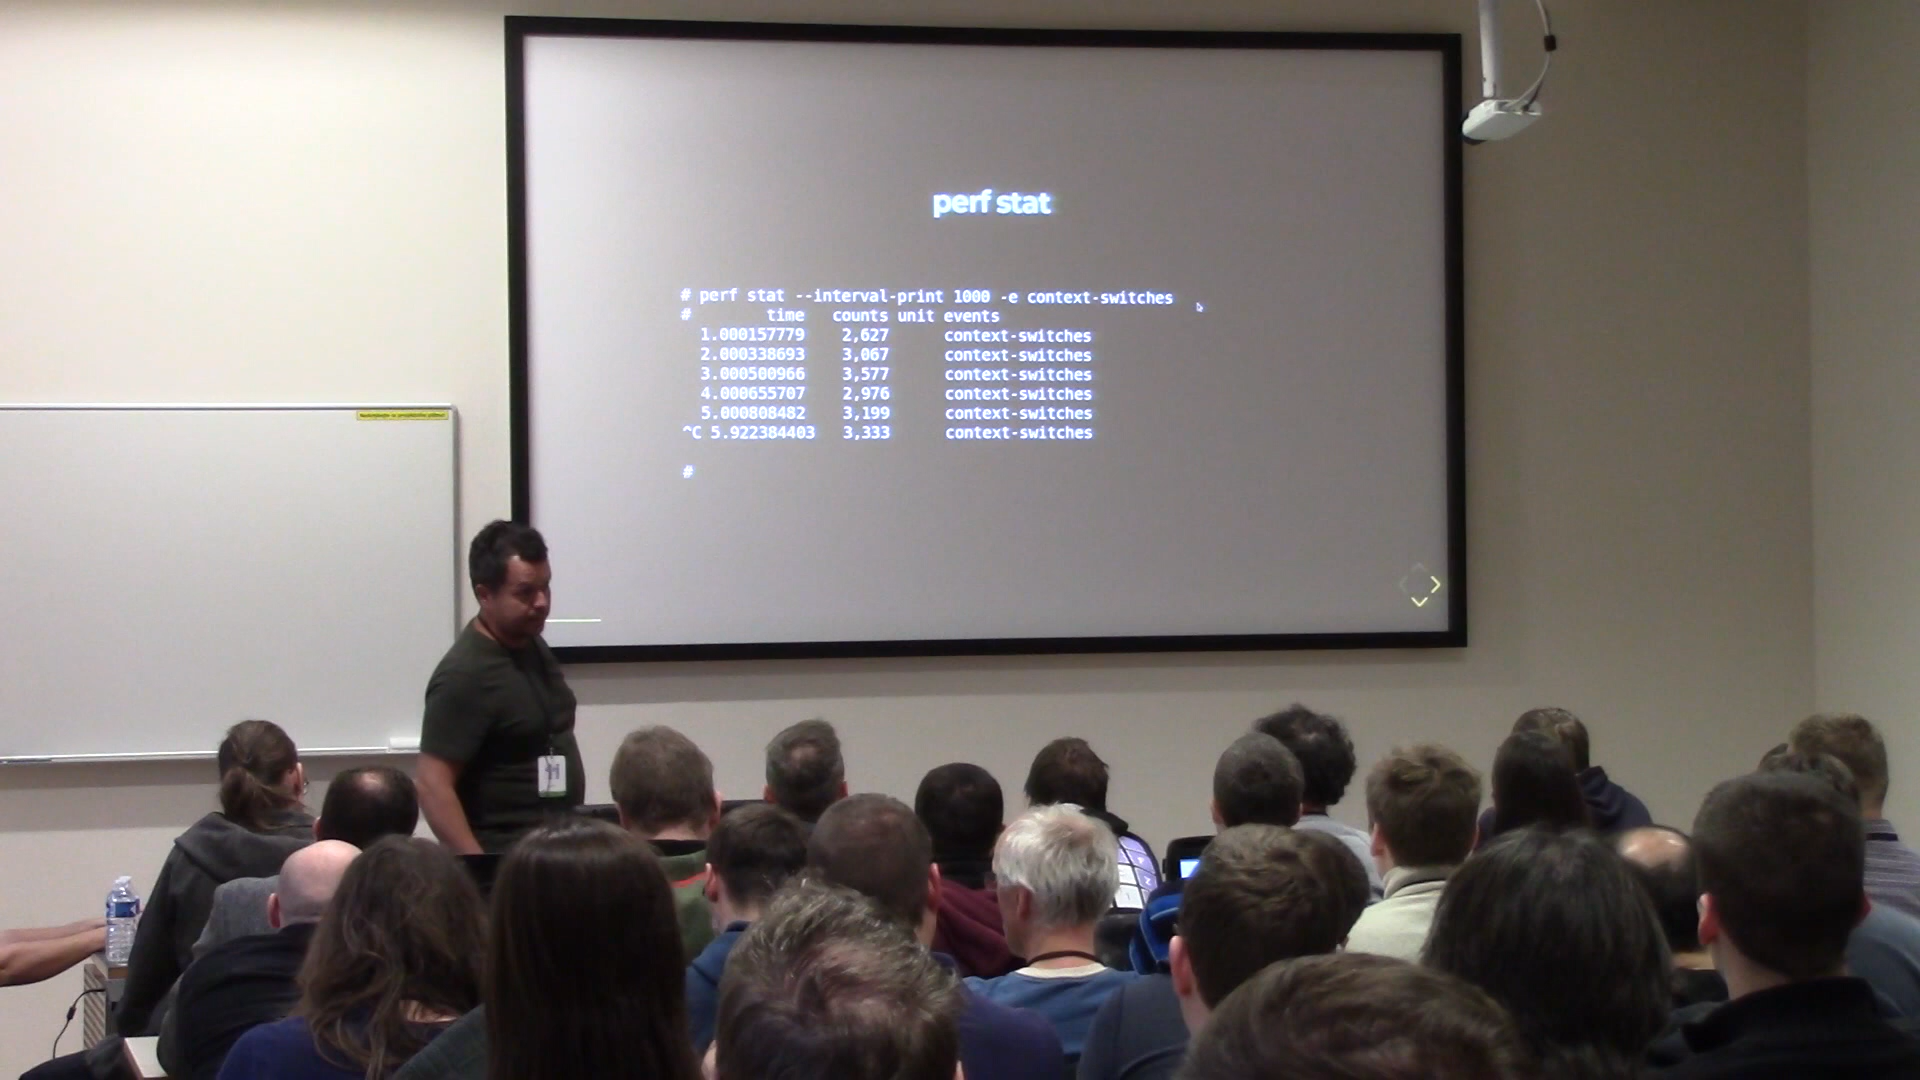 perf stat
# perf stat --interval-print 1000 -e context-switches
#        time   counts unit events
  1.000157779    2,627      context-switches
  2.000338693    3,067      context-switches
  3.000500966    3,577      context-switches
  4.000655707    2,976      context-switches
  5.000808482    3,199      context-switches
^C 5.922384403   3,333      context-switches
#